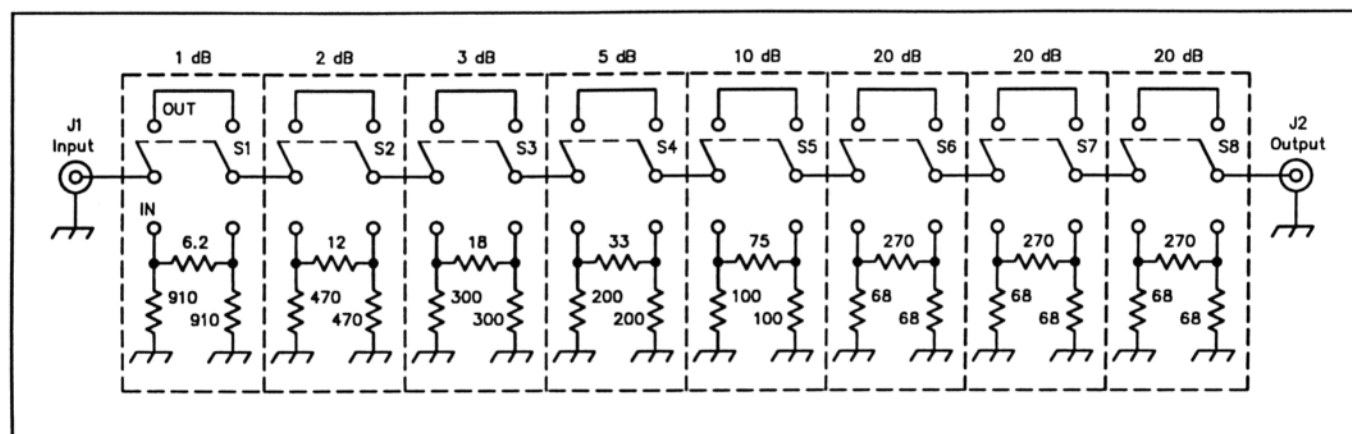 1 dB 2 dB 3 dB 5 dB 10 dB 20 dB 20 dB 20 dB
OUT
J1
Input
S1 S2 S3 S4 S5 S6 S7 S8
J2
Output
IN
6.2 12 18 33 75 270 270 270
910 470 300 200 100 68 68 68
910 470 300 200 100 68 68 68